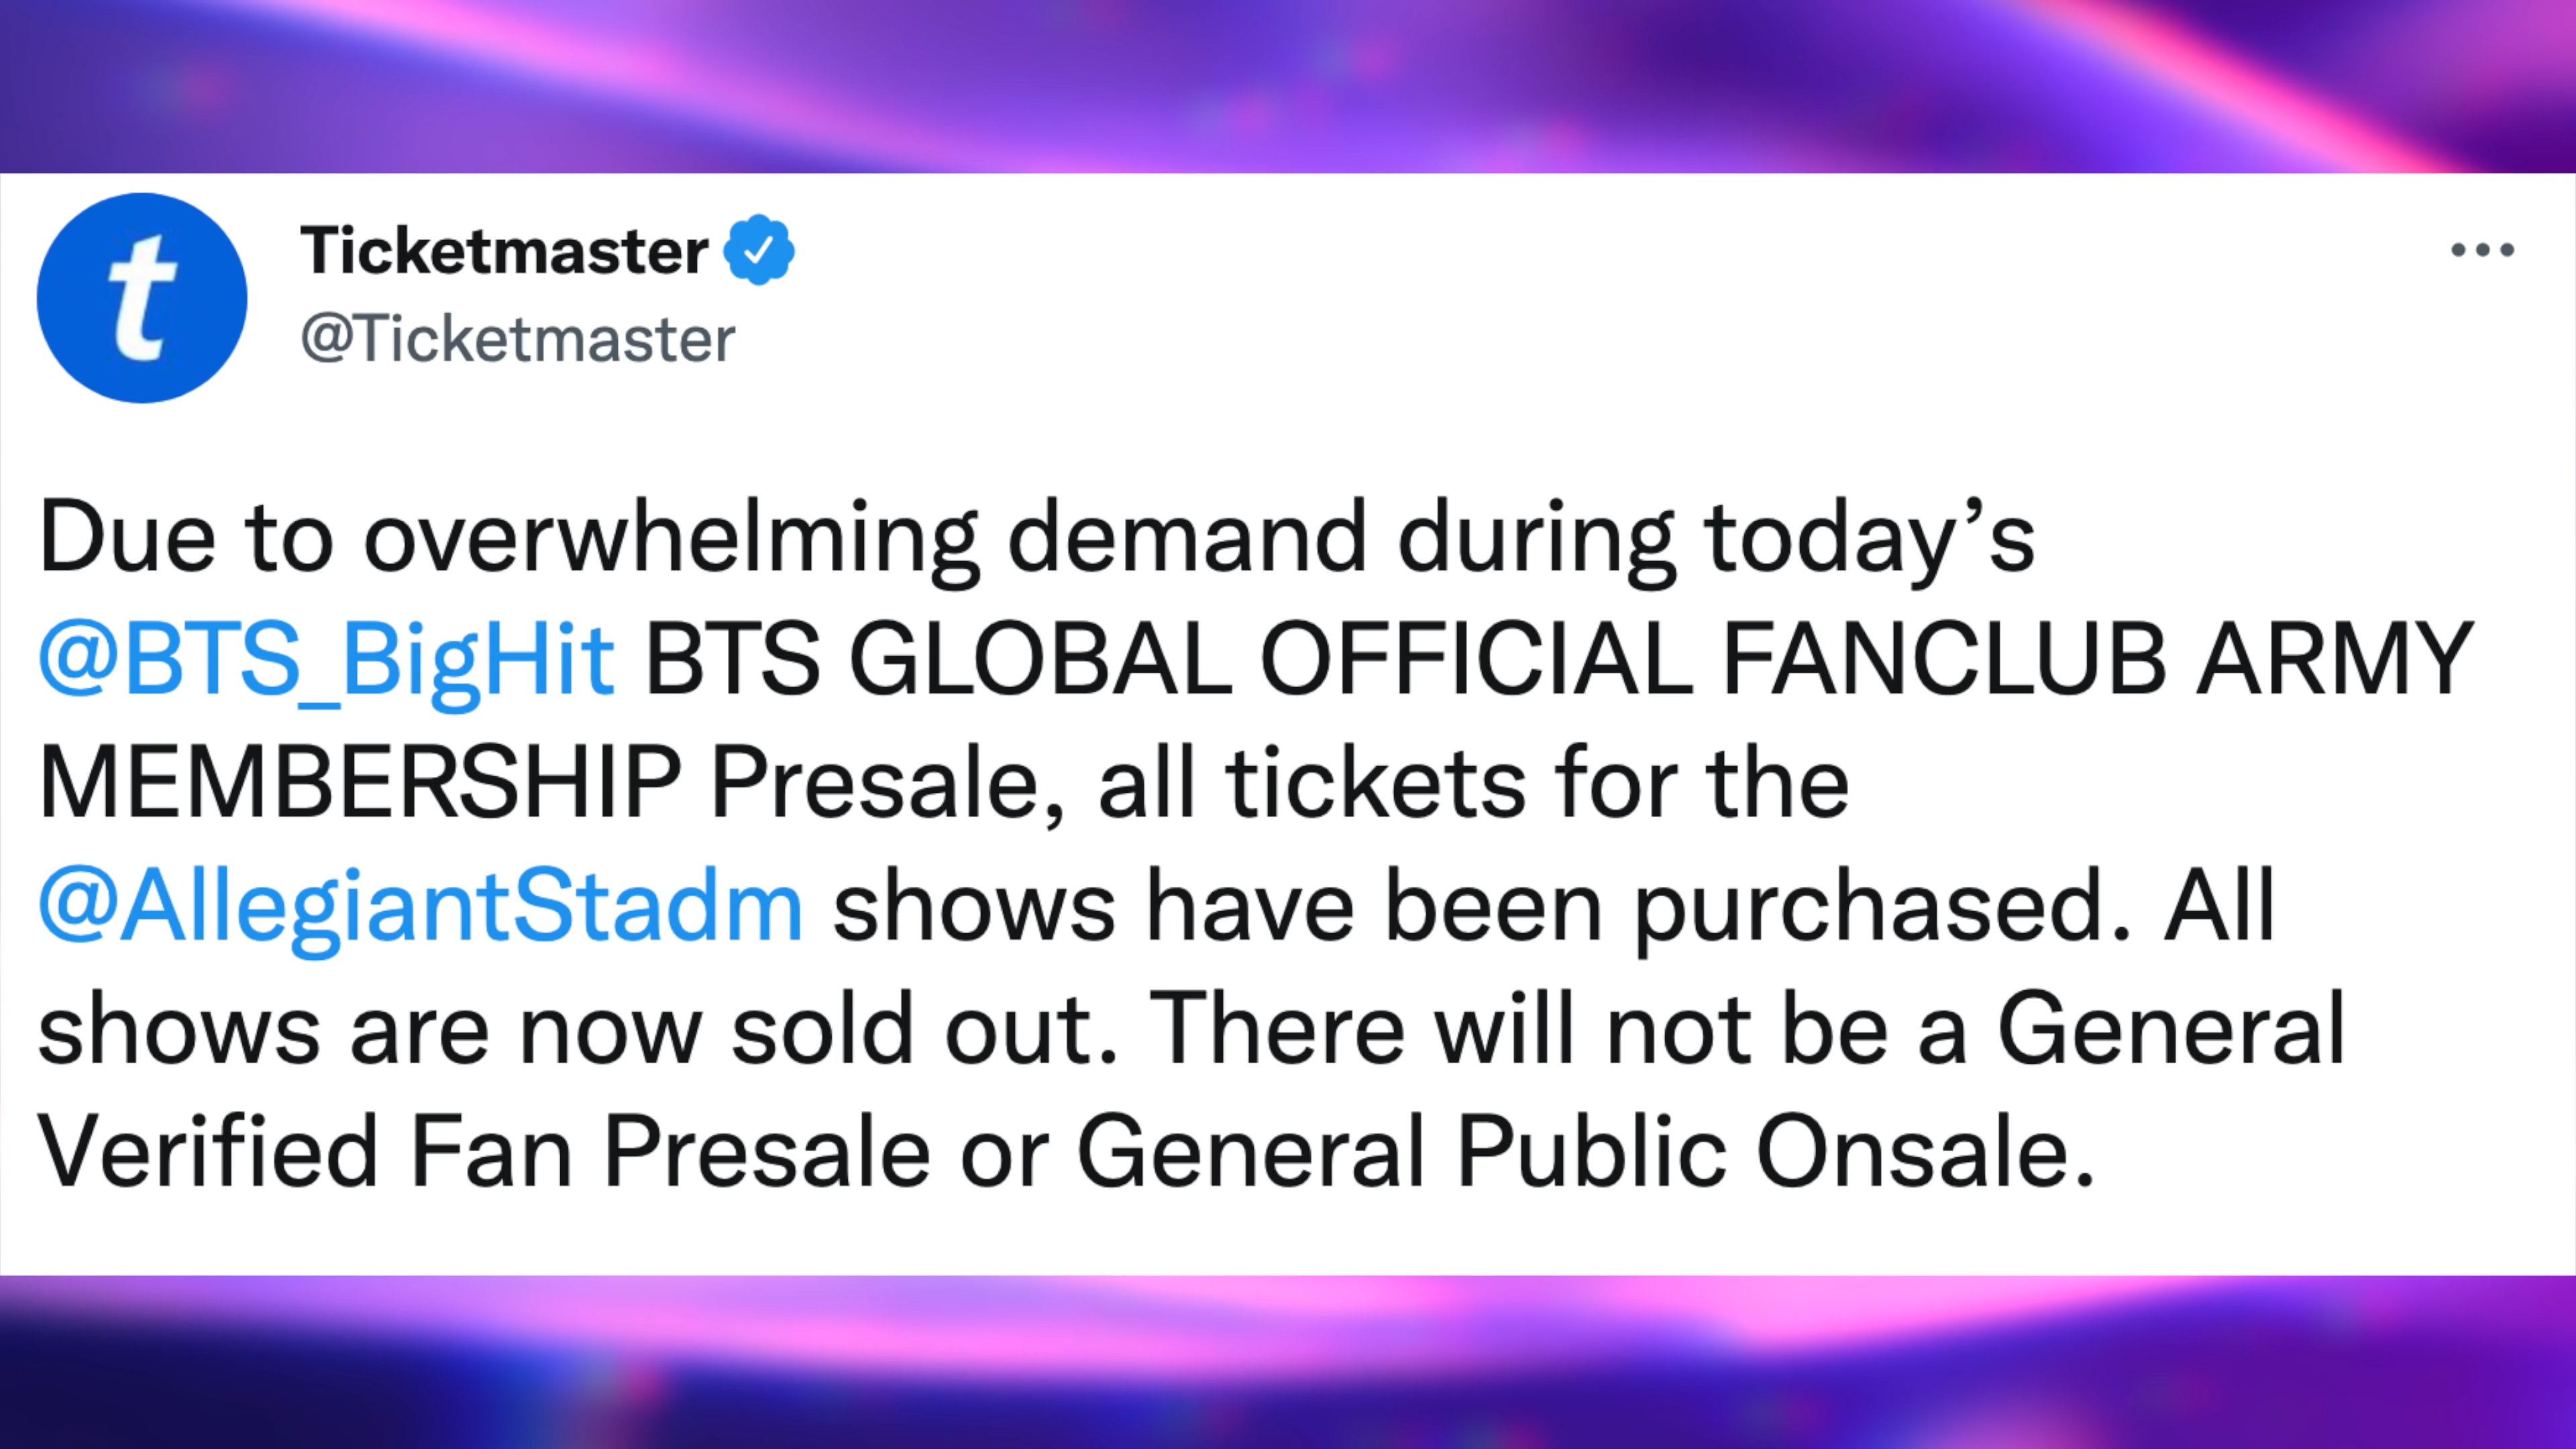 t
Ticketmaster
@Ticketmaster
Due to overwhelming demand during today’s
@BTS_BigHit BTS GLOBAL OFFICIAL FANCLUB ARMY
MEMBERSHIP Presale, all tickets for the
@AllegiantStadm shows have been purchased. All
shows are now sold out. There will not be a General
Verified Fan Presale or General Public Onsale.